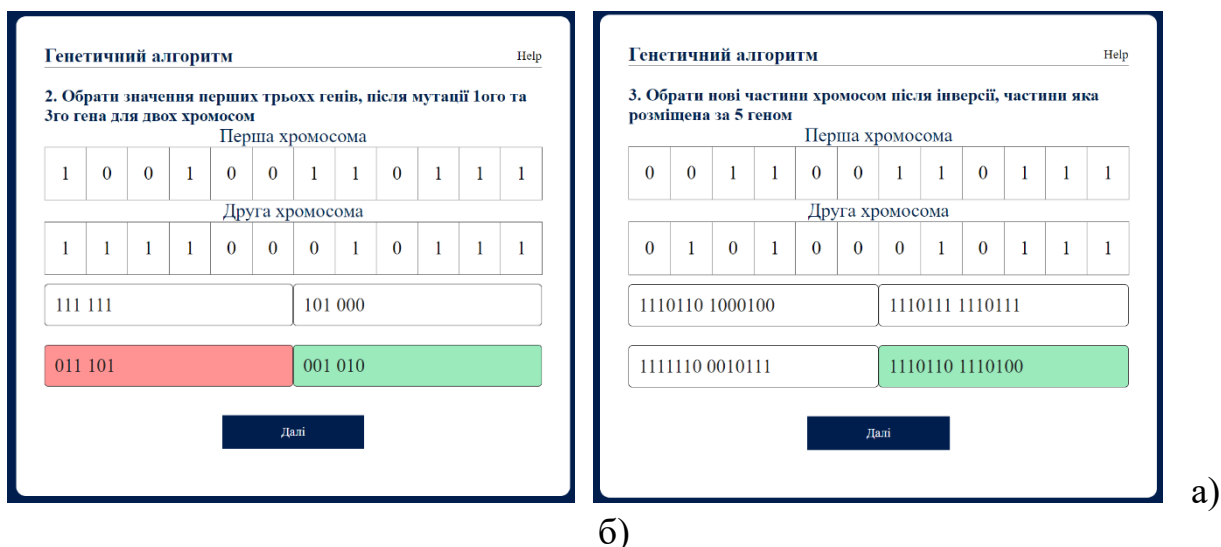 Генетичний алгоритм
Help
2. Обрати значення перших трьохх генів, після мутації 1ого та
3го гена для двох хромосом
Перша хромосома
1 0 0 1 0 0 1 1 0 1 1 1
Друга хромосома
1 1 1 1 0 0 0 1 0 1 1 1
111 111
101 000
011 101
001 010
Далі
Генетичний алгоритм
Help
3. Обрати нові частини хромосом після інверсії, частини яка
розміщена за 5 геном
Перша хромосома
0 0 1 1 0 0 1 1 0 1 1 1
Друга хромосома
0 1 0 1 0 0 0 1 0 1 1 1
1110110 1000100
1110111 1110111
1111110 0010111
1110110 1110100
Далі
а)
б)